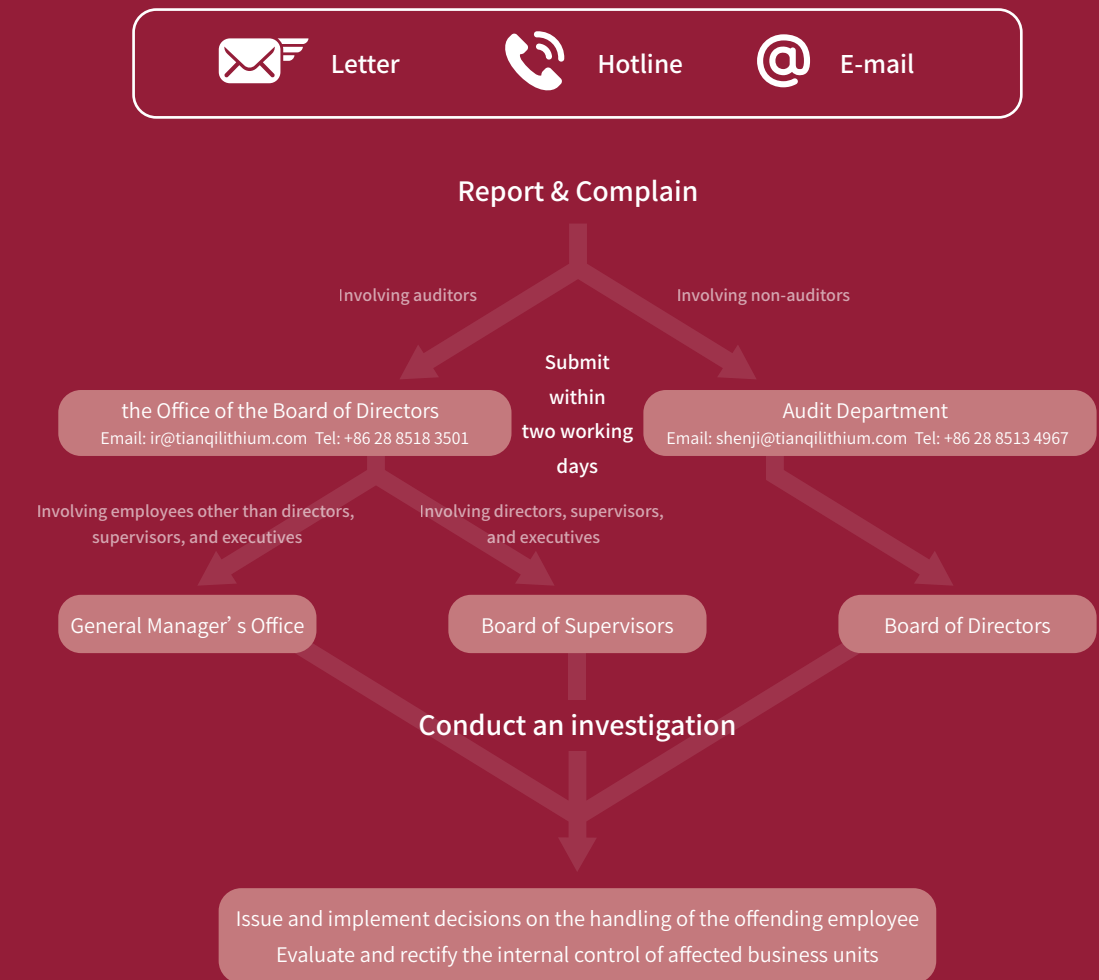 Letter
Hotline
E-mail
Report & Complain
Involving auditors
Involving non-auditors
Submit
within
two working
days
the Office of the Board of Directors
Email: ir@tianqilithium.com Tel: +86 28 8518 3501
Audit Department
Email: shenji@tianqilithium.com Tel: +86 28 8513 4967
Involving employees other than directors,
supervisors, and executives
Involving directors, supervisors,
and executives
General Manager’ s Office
Board of Supervisors
Board of Directors
Conduct an investigation
Issue and implement decisions on the handling of the offending employee
Evaluate and rectify the internal control of affected business units